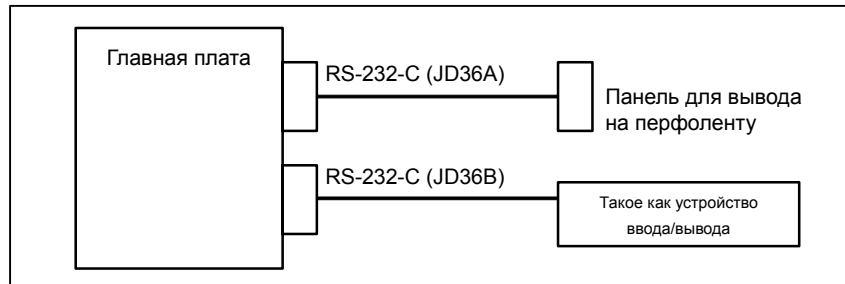 Главная плата
RS-232-C (JD36A)
Панель для вывода
на перфоленту
RS-232-C (JD36B)
Такое как устройство
ввода/вывода